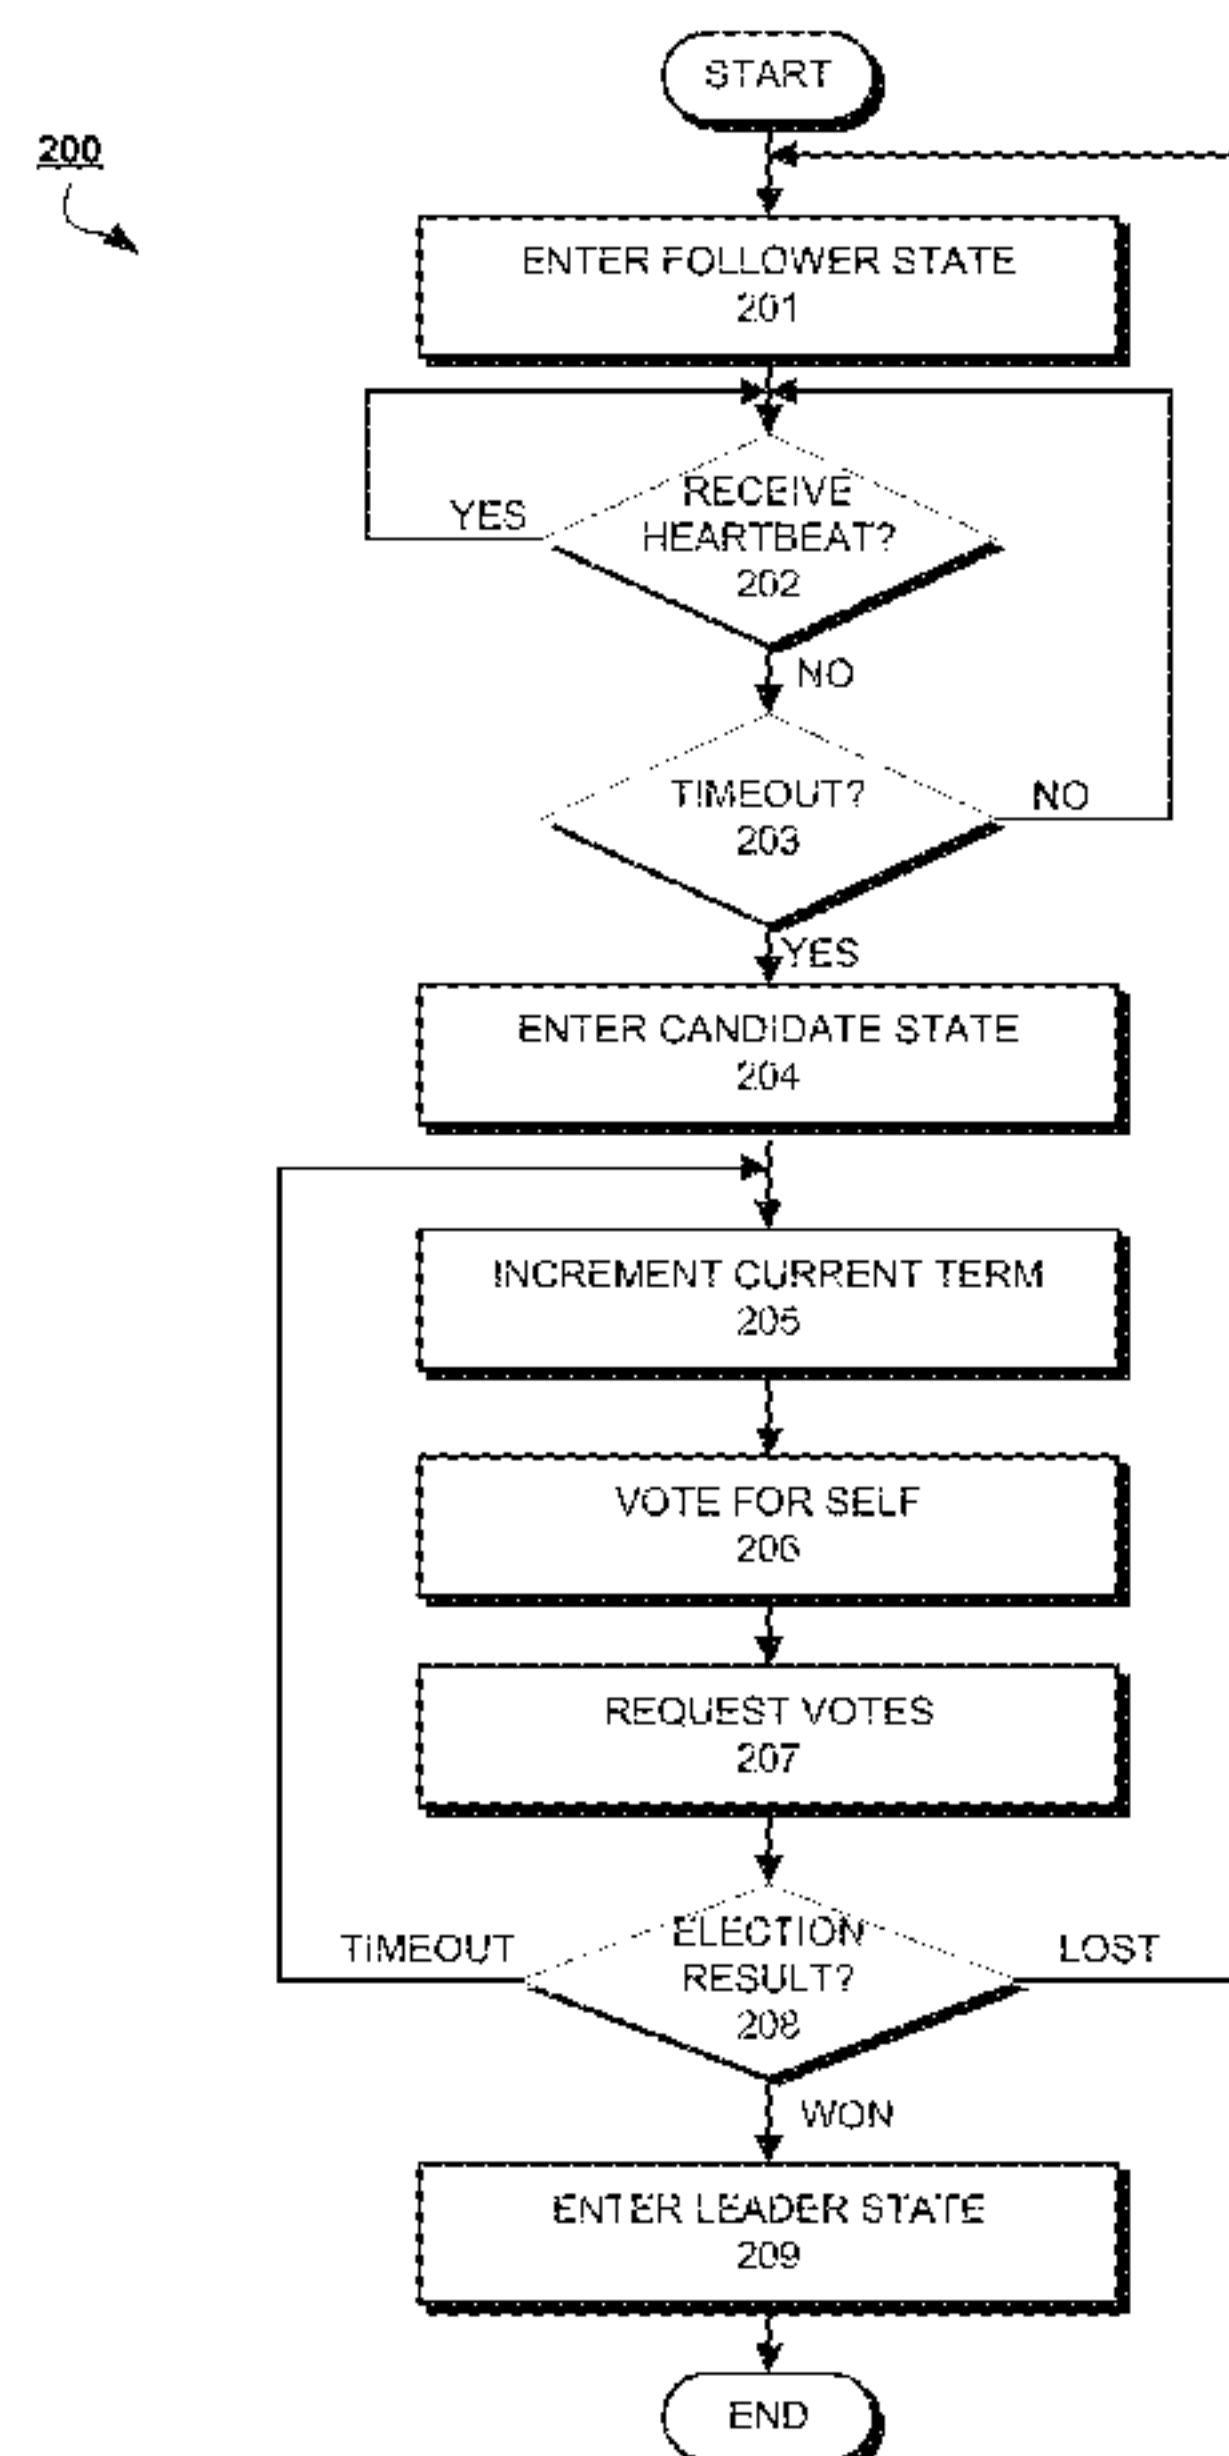 START
200
ENTER FOLLOWER STATE
201
RECEIVE
HEARTBEAT?
202
YES
NO
TIMEOUT?
203
NO
YES
ENTER CANDIDATE STATE
204
INCREMENT CURRENT TERM
205
VOTE FOR SELF
206
REQUEST VOTES
207
ELECTION
RESULT?
208
TIMEOUT
LOST
WON
ENTER LEADER STATE
209
END